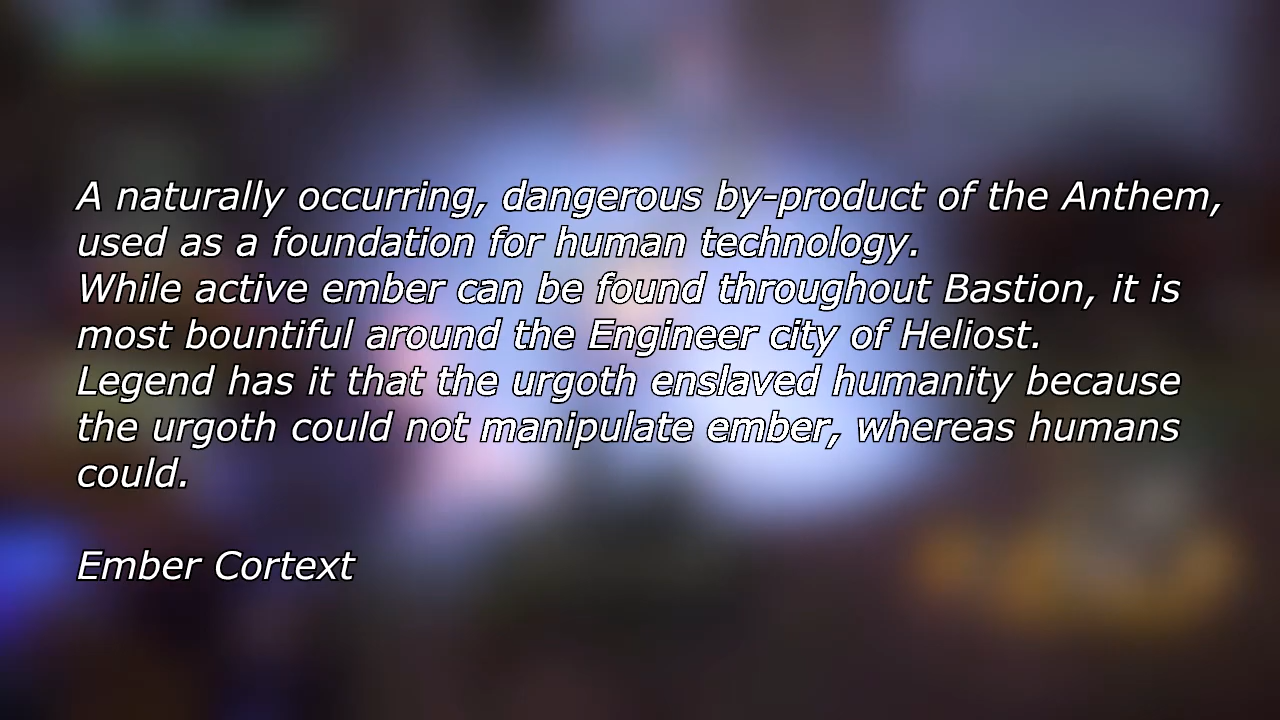 A naturally occurring, dangerous by-product of the Anthem,
used as a foundation for human technology.
While active ember can be found throughout Bastion, it is
most bountiful around the Engineer city of Heliost.
Legend has it that the urgoth enslaved humanity because
the urgoth could not manipulate ember, whereas humans
could.
Ember Cortext